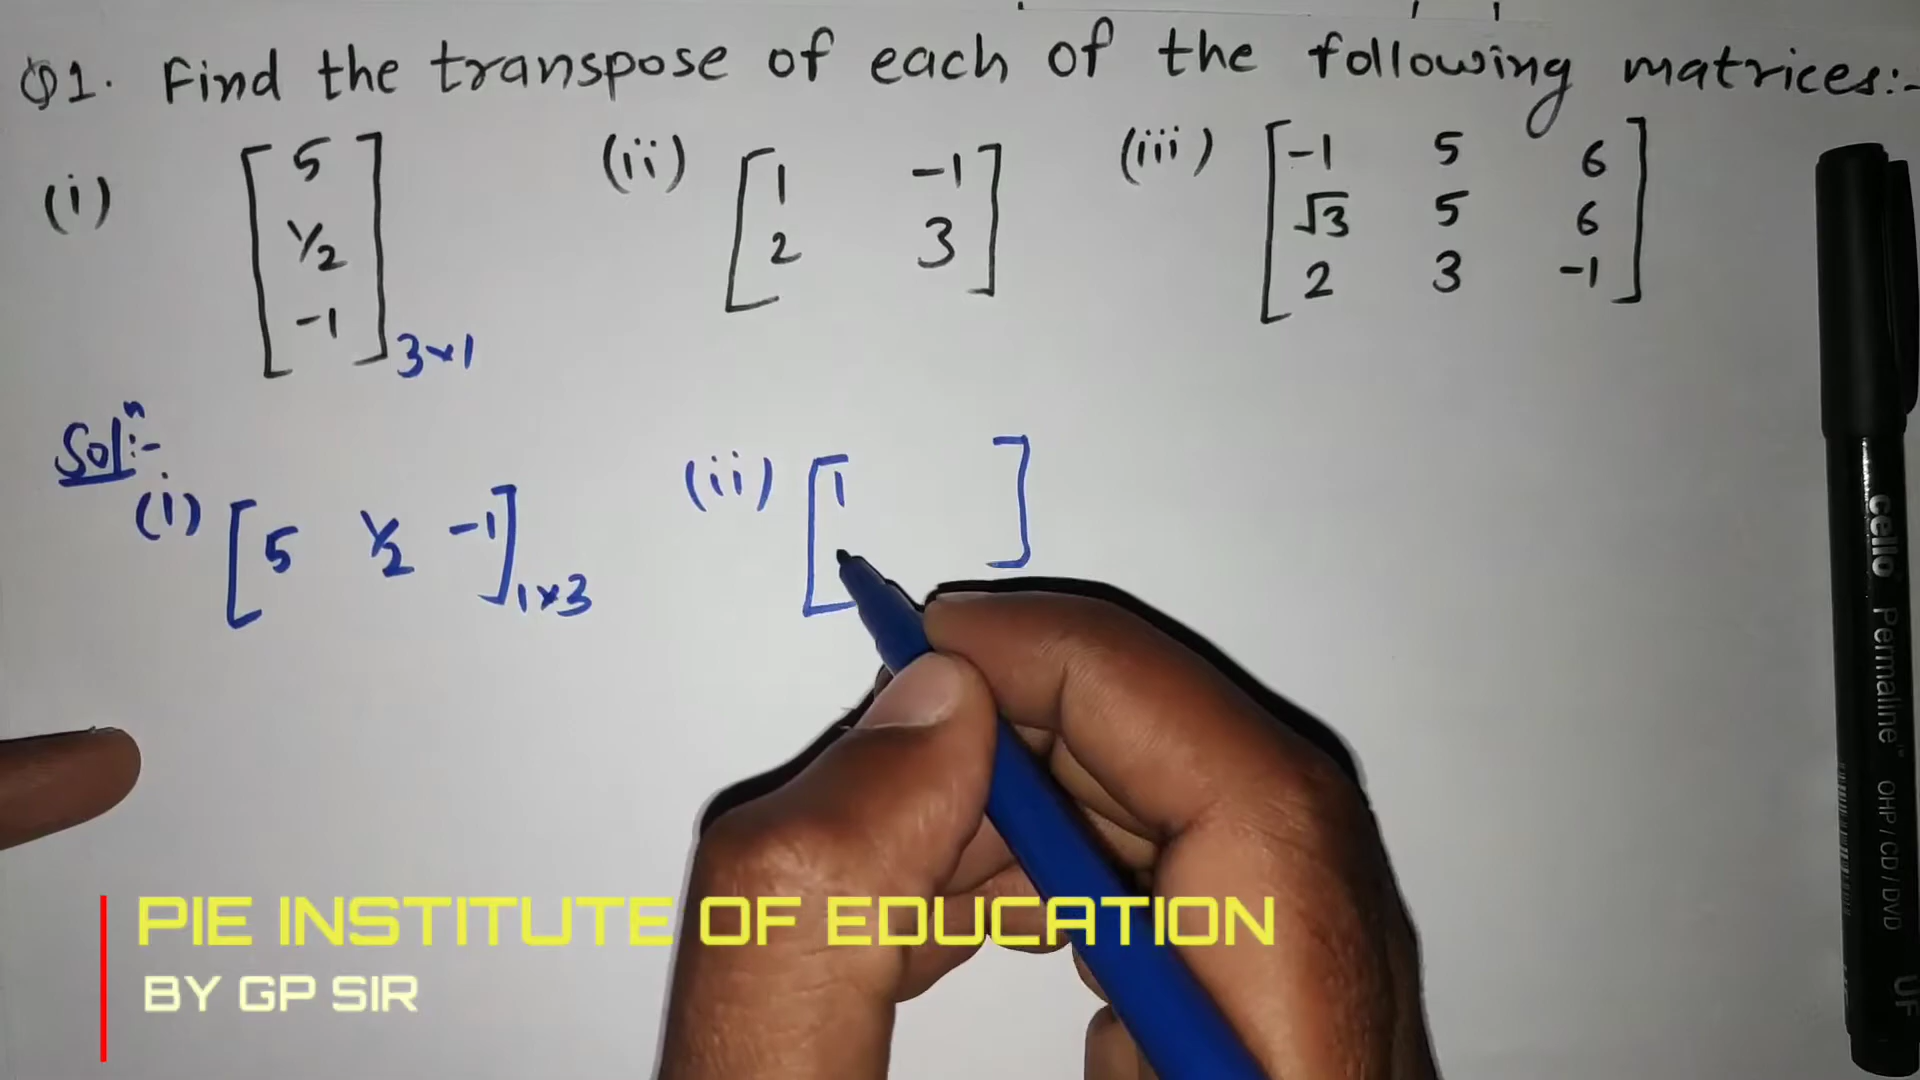 Q1. Find the transpose of each of the following matrices:-
(i) [5 1/2 -1]3×1 (ii) [1 -1 (iii) [-1 5 6
2 3] √3 5 6
2 3 -1]
Solⁿ:-
(i) [5 1/2 -1]1×3 (ii) [1 ]
PIE INSTITUTE OF EDUCATION
BY GP SIR
cello Permaline™ OHP/CD/DVD UF